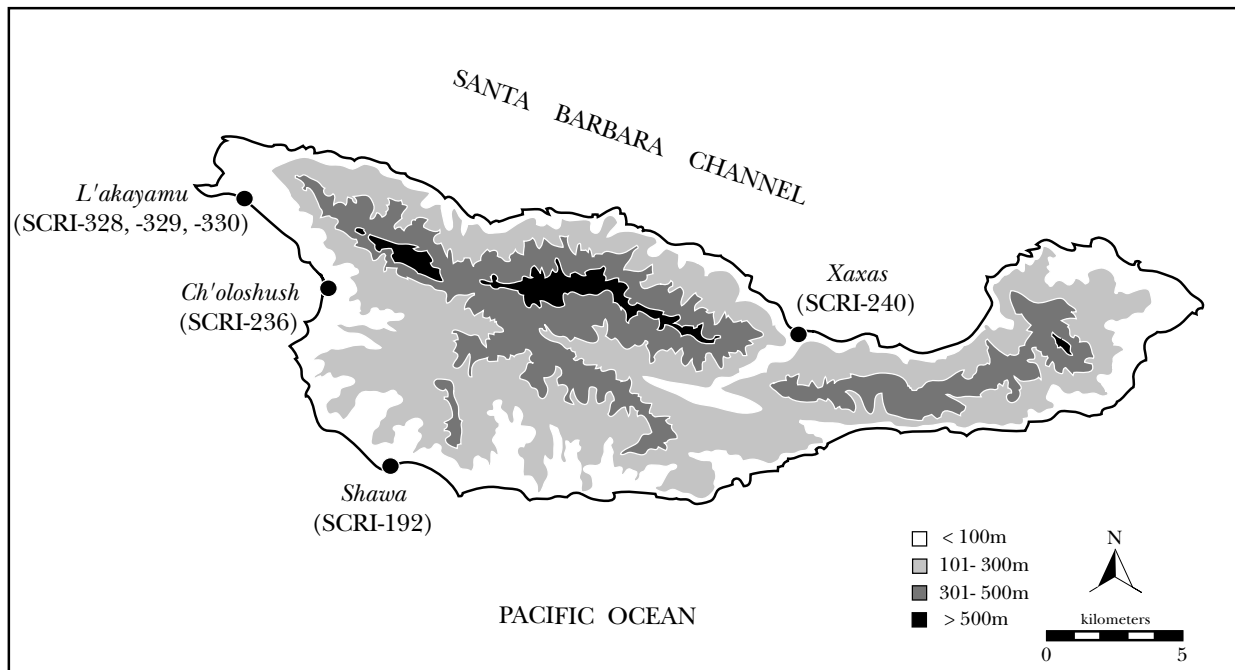 SANTA BARBARA CHANNEL
L'akayamu
(SCRI-328, -329, -330)
Ch'oloshush
(SCRI-236)
Xaxas
(SCRI-240)
Shawa
(SCRI-192)
PACIFIC OCEAN
< 100m
101- 300m
301- 500m
> 500m
N
kilometers
0 5